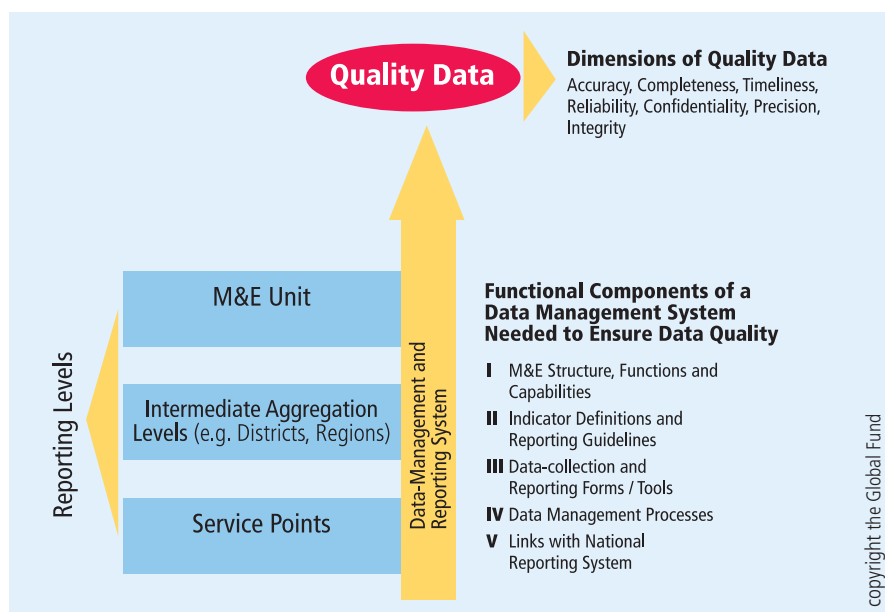 Quality Data
Dimensions of Quality Data
Accuracy, Completeness, Timeliness,
Reliability, Confidentiality, Precision,
Integrity
Reporting Levels
M&E Unit
Intermediate Aggregation
Levels (e.g. Districts, Regions)
Service Points
Data-Management and
Reporting System
Functional Components of a
Data Management System
Needed to Ensure Data Quality
I M&E Structure, Functions and
Capabilities
II Indicator Definitions and
Reporting Guidelines
III Data-collection and
Reporting Forms / Tools
IV Data Management Processes
V Links with National
Reporting System
copyright the Global Fund